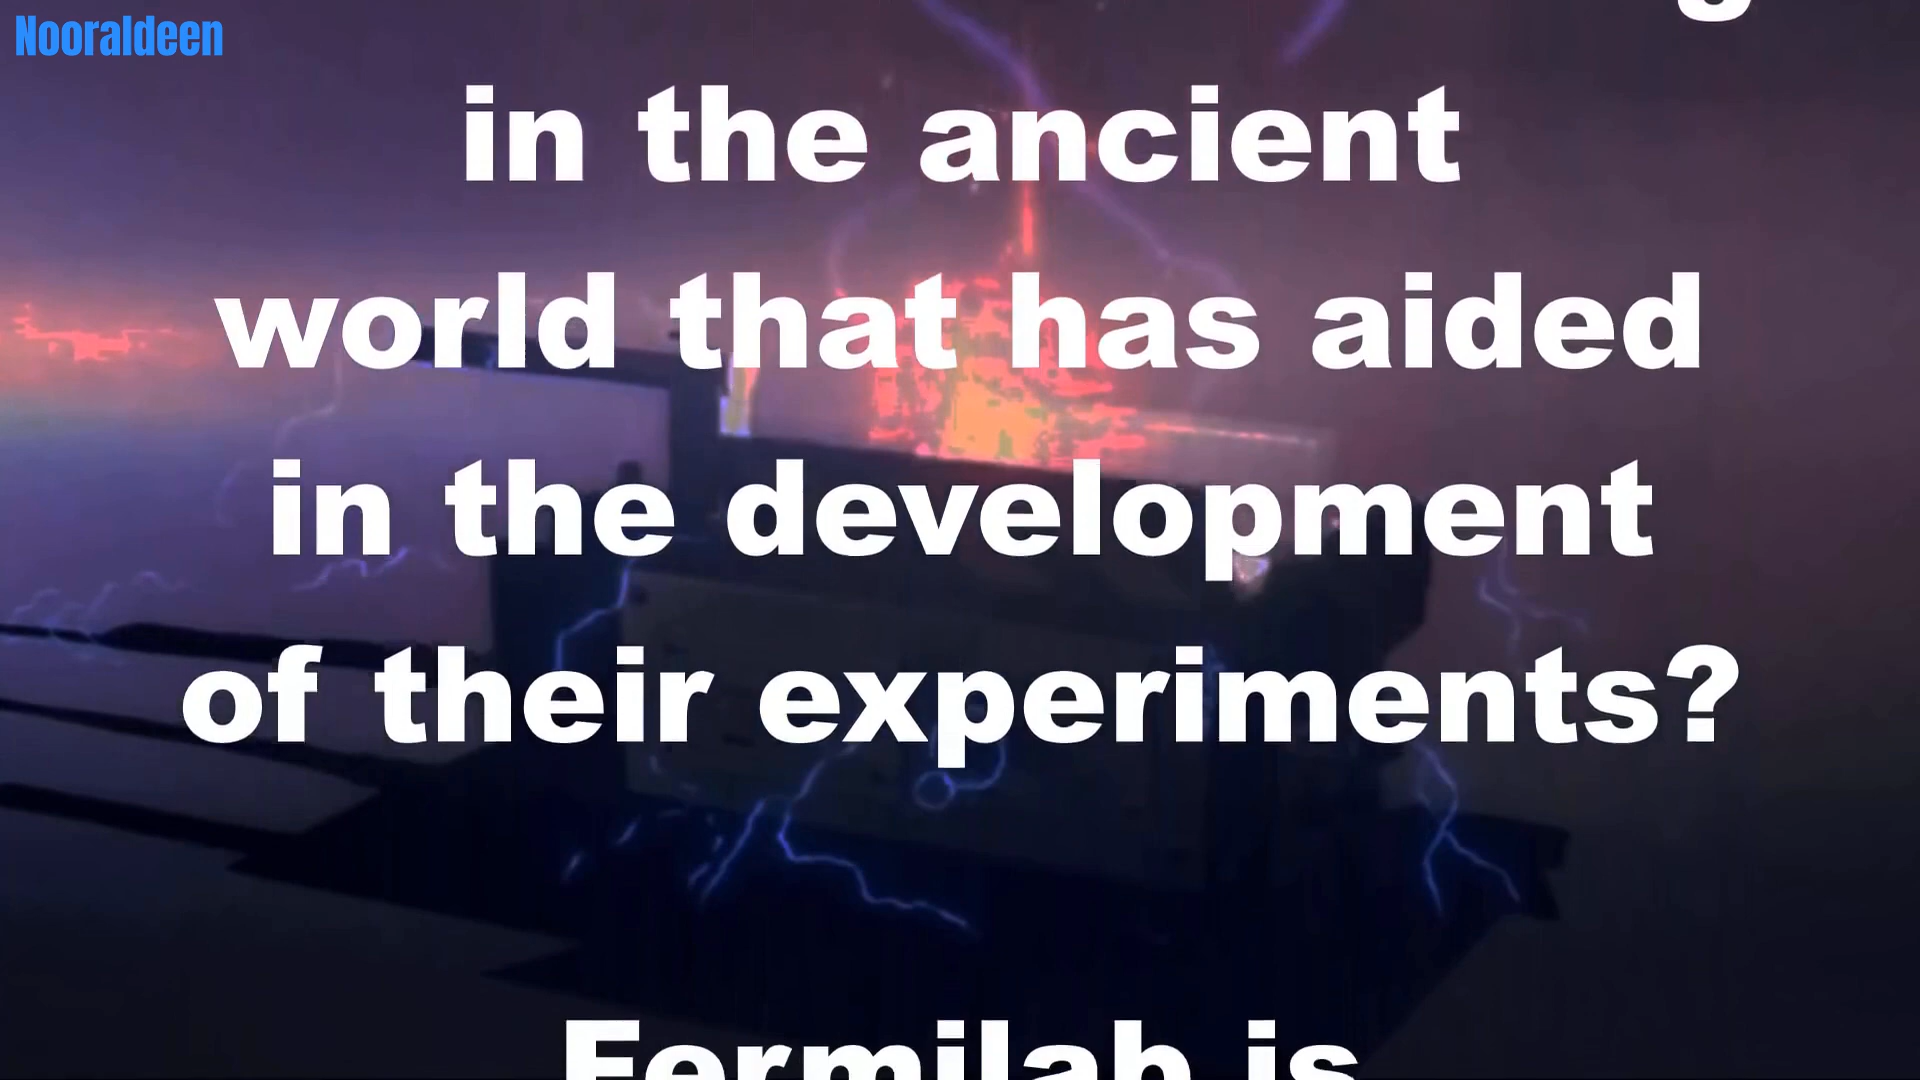 Nooraldeen
in the ancient
world that has aided
in the development
of their experiments?
Fermilab is